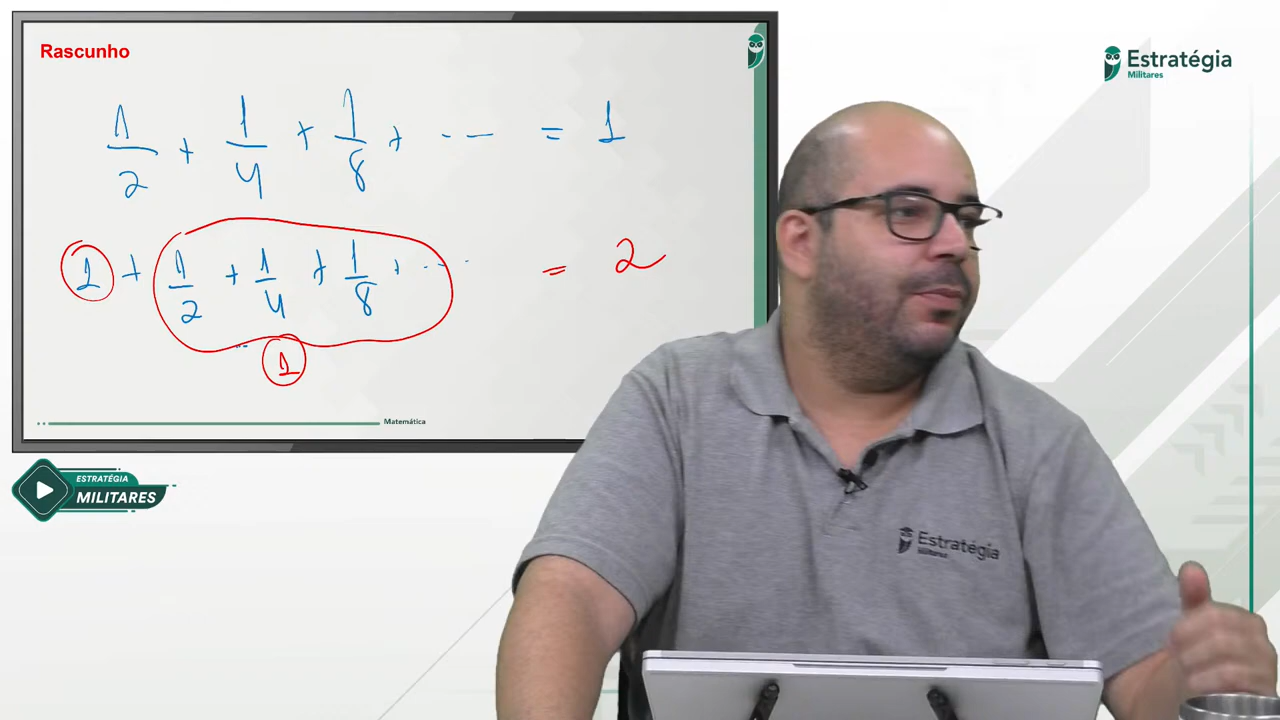 Rascunho
1/2 + 1/4 + 1/8 + ... = 1
1 + 1/2 + 1/4 + 1/8 + ... = 2
1
Matemática
ESTRATÉGIA
MILITARES
Estratégia
Militares
Estratégia
Militares